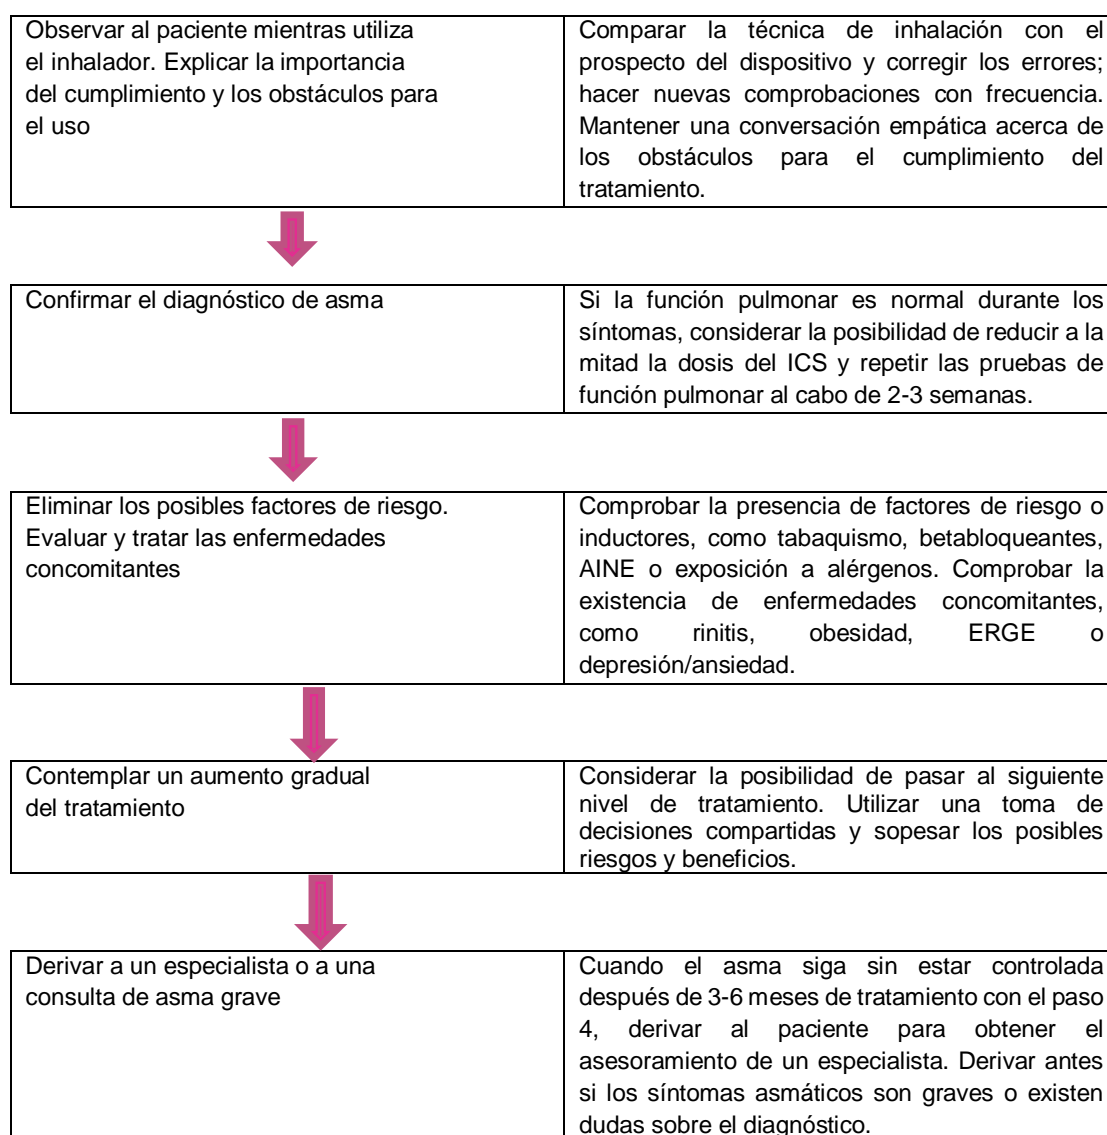 Observar al paciente mientras utiliza
el inhalador. Explicar la importancia
del cumplimiento y los obstáculos para
el uso
Comparar la técnica de inhalación con el
prospecto del dispositivo y corregir los errores;
hacer nuevas comprobaciones con frecuencia.
Mantener una conversación empática acerca de
los obstáculos para el cumplimiento del
tratamiento.
Confirmar el diagnóstico de asma
Si la función pulmonar es normal durante los
síntomas, considerar la posibilidad de reducir a la
mitad la dosis del ICS y repetir las pruebas de
función pulmonar al cabo de 2-3 semanas.
Eliminar los posibles factores de riesgo.
Evaluar y tratar las enfermedades
concomitantes
Comprobar la presencia de factores de riesgo o
inductores, como tabaquismo, betabloqueantes,
AINE o exposición a alérgenos. Comprobar la
existencia de enfermedades concomitantes,
como rinitis, obesidad, ERGE o
depresión/ansiedad.
Contemplar un aumento gradual
del tratamiento
Considerar la posibilidad de pasar al siguiente
nivel de tratamiento. Utilizar una toma de
decisiones compartidas y sopesar los posibles
riesgos y beneficios.
Derivar a un especialista o a una
consulta de asma grave
Cuando el asma siga sin estar controlada
después de 3-6 meses de tratamiento con el paso
4, derivar al paciente para obtener el
asesoramiento de un especialista. Derivar antes
si los síntomas asmáticos son graves o existen
dudas sobre el diagnóstico.